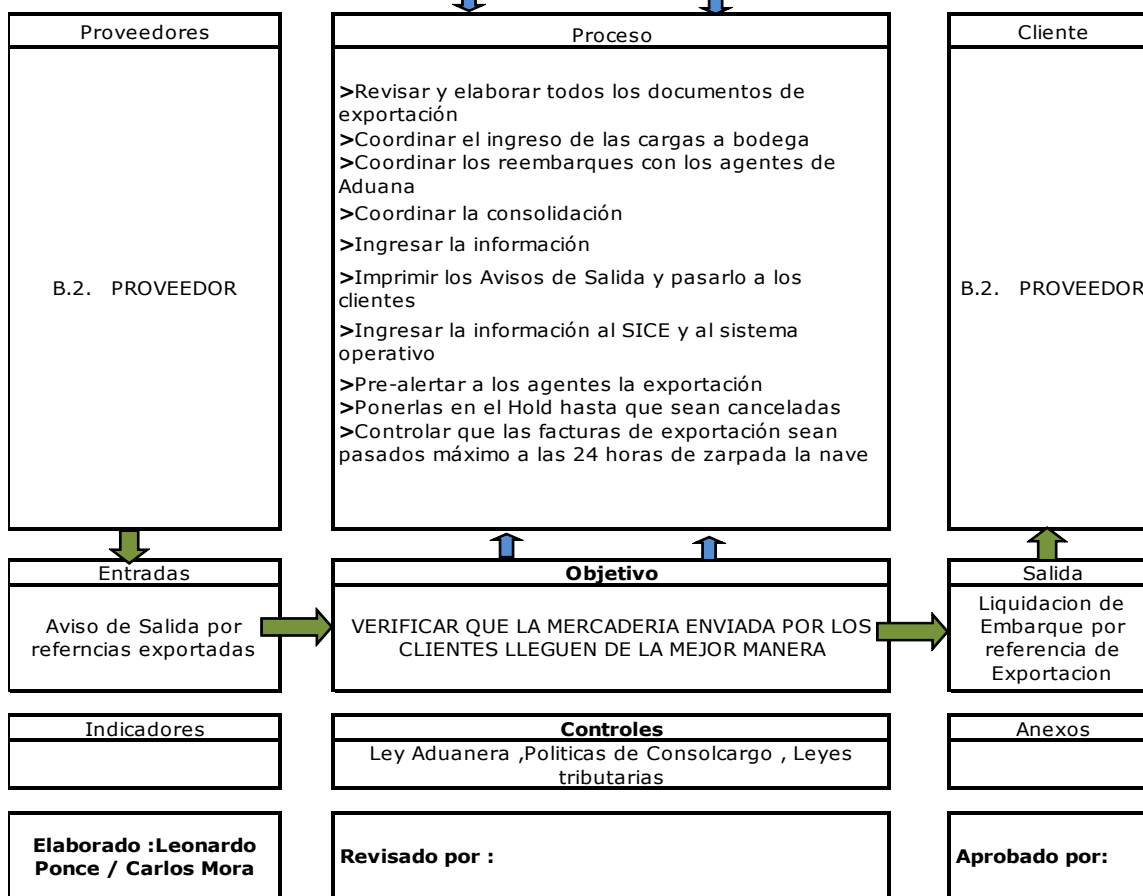 Proveedores
Proceso
Cliente
B.2. PROVEEDOR
>Revisar y elaborar todos los documentos de
exportación
>Coordinar el ingreso de las cargas a bodega
>Coordinar los reembarques con los agentes de
Aduana
>Coordinar la consolidación
>Ingresar la información
>Imprimir los Avisos de Salida y pasarlo a los
clientes
>Ingresar la información al SICE y al sistema
operativo
>Pre-alertar a los agentes la exportación
>Ponerlas en el Hold hasta que sean canceladas
>Controlar que las facturas de exportación sean
pasados máximo a las 24 horas de zarpada la nave
B.2. PROVEEDOR
Entradas
Aviso de Salida por
referncias exportadas
Objetivo
VERIFICAR QUE LA MERCADERIA ENVIADA POR LOS
CLIENTES LLEGUEN DE LA MEJOR MANERA
Salida
Liquidacion de
Embarque por
referencia de
Exportacion
Indicadores
Controles
Ley Aduanera ,Politicas de Consolcargo , Leyes
tributarias
Anexos
Elaborado :Leonardo
Ponce / Carlos Mora
Revisado por :
Aprobado por: